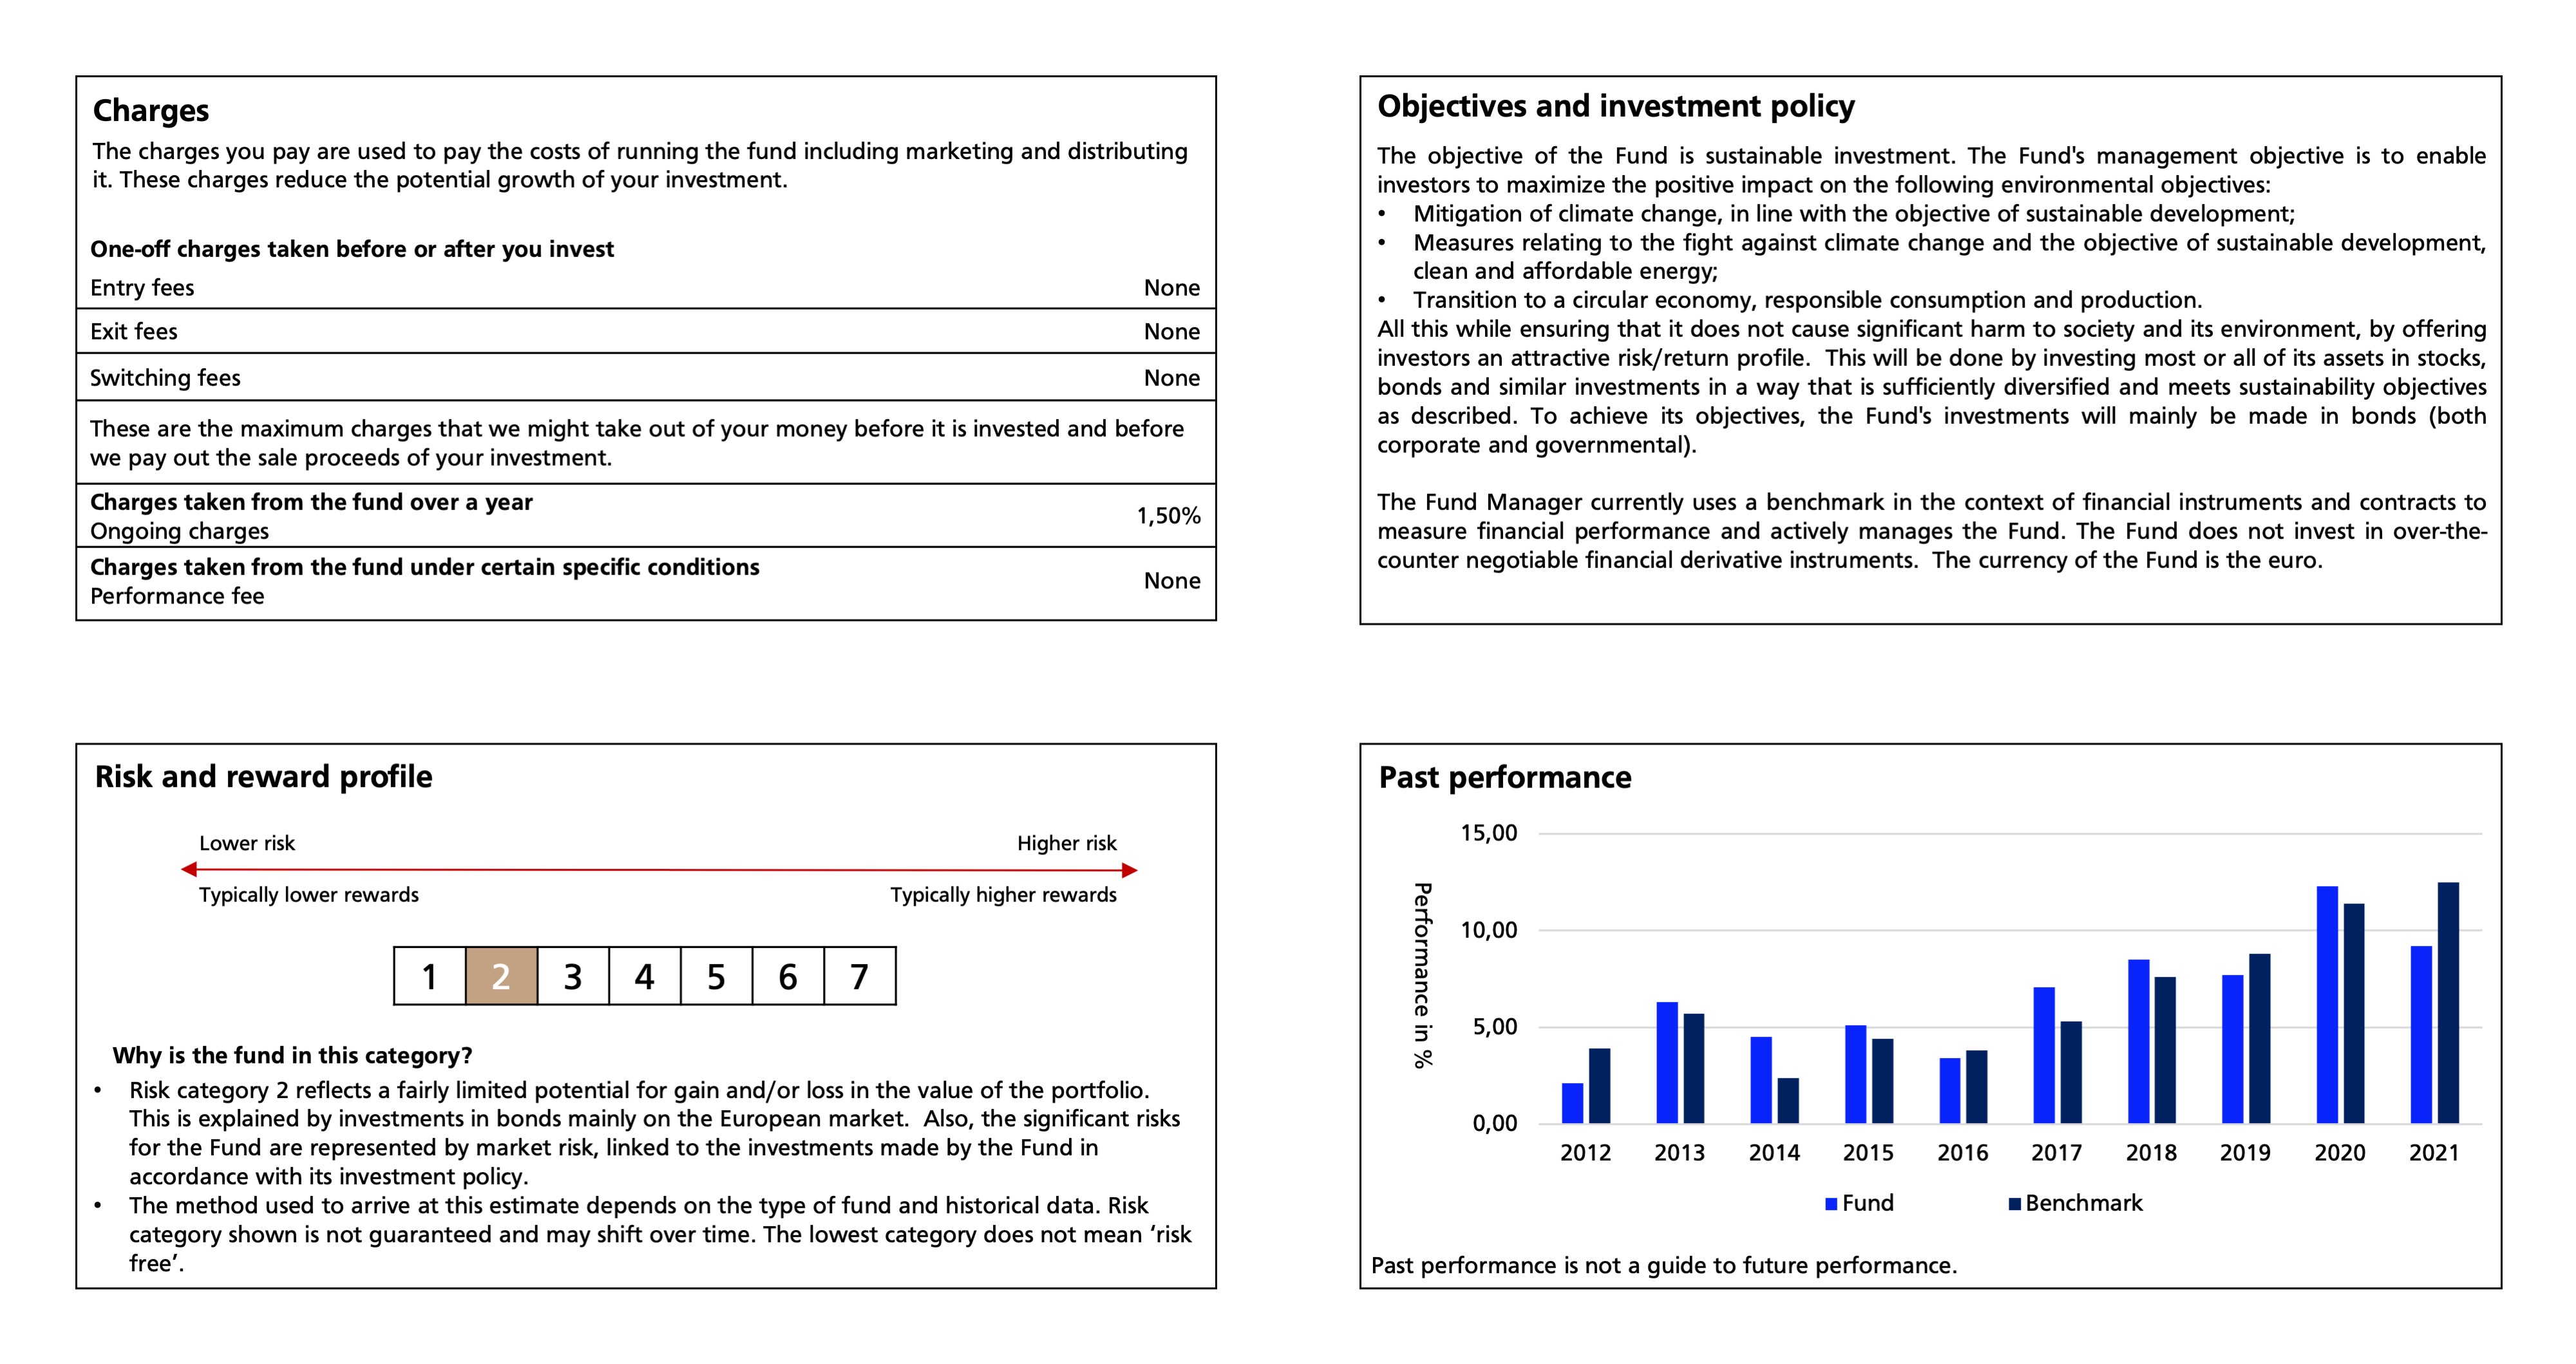 Charges
The charges you pay are used to pay the costs of running the fund including marketing and distributing
it. These charges reduce the potential growth of your investment.
One-off charges taken before or after you invest
Entry fees None
Exit fees None
Switching fees None
These are the maximum charges that we might take out of your money before it is invested and before
we pay out the sale proceeds of your investment.
Charges taken from the fund over a year
Ongoing charges 1,50%
Charges taken from the fund under certain specific conditions
Performance fee None
Objectives and investment policy
The objective of the Fund is sustainable investment. The Fund's management objective is to enable
investors to maximize the positive impact on the following environmental objectives:
• Mitigation of climate change, in line with the objective of sustainable development;
• Measures relating to the fight against climate change and the objective of sustainable development,
clean and affordable energy;
• Transition to a circular economy, responsible consumption and production.
All this while ensuring that it does not cause significant harm to society and its environment, by offering
investors an attractive risk/return profile. This will be done by investing most or all of its assets in stocks,
bonds and similar investments in a way that is sufficiently diversified and meets sustainability objectives
as described. To achieve its objectives, the Fund's investments will mainly be made in bonds (both
corporate and governmental).
The Fund Manager currently uses a benchmark in the context of financial instruments and contracts to
measure financial performance and actively manages the Fund. The Fund does not invest in over-the-
counter negotiable financial derivative instruments. The currency of the Fund is the euro.
Risk and reward profile
Lower risk Higher risk
Typically lower rewards Typically higher rewards
1 2 3 4 5 6 7
Why is the fund in this category?
• Risk category 2 reflects a fairly limited potential for gain and/or loss in the value of the portfolio.
This is explained by investments in bonds mainly on the European market. Also, the significant risks
for the Fund are represented by market risk, linked to the investments made by the Fund in
accordance with its investment policy.
• The method used to arrive at this estimate depends on the type of fund and historical data. Risk
category shown is not guaranteed and may shift over time. The lowest category does not mean ‘risk
free’.
Past performance
Performance in %
15,00
10,00
5,00
0,00
2012 2013 2014 2015 2016 2017 2018 2019 2020 2021
Fund Benchmark
Past performance is not a guide to future performance.